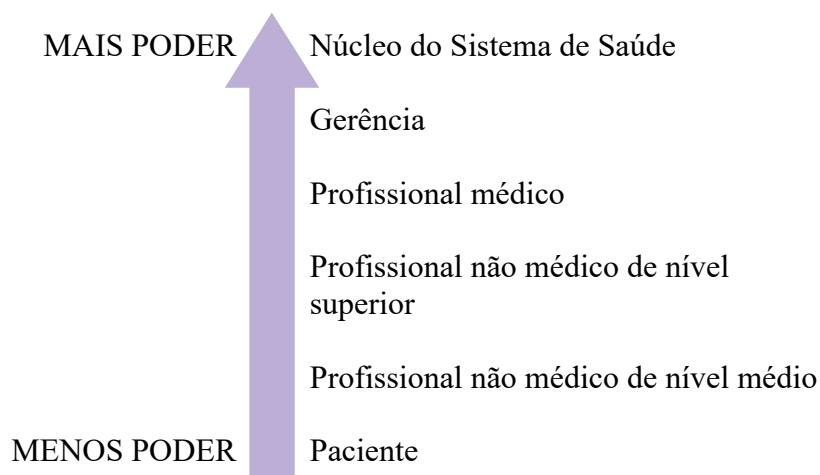 MAIS PODER Núcleo do Sistema de Saúde
Gerência
Profissional médico
Profissional não médico de nível
superior
Profissional não médico de nível médio
MENOS PODER Paciente